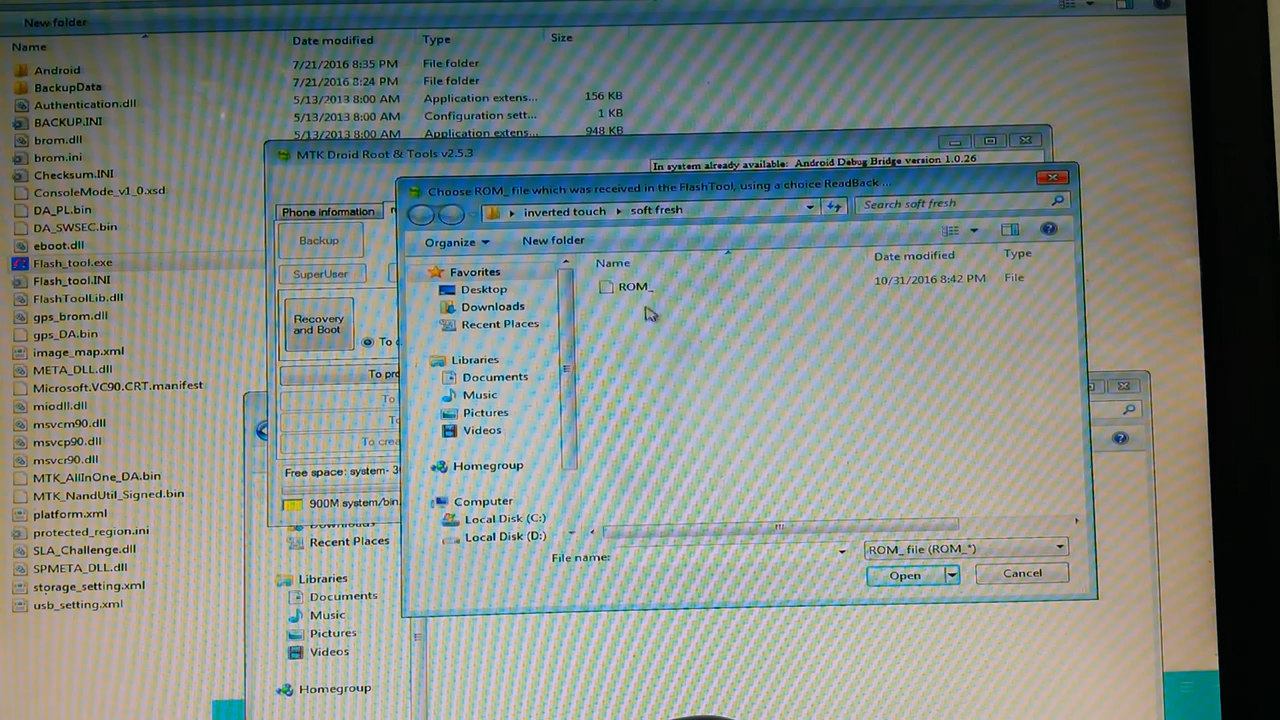 New folder
Name Date modified Type Size
Android 7/21/2016 8:35 PM File folder
BackupData 7/21/2016 8:24 PM File folder
Authentication.dll 5/13/2013 8:00 AM Application extens... 156 KB
BACKUP.INI 5/13/2013 8:00 AM Configuration sett... 1 KB
brom.dll 5/13/2013 8:00 AM Application extens... 948 KB
brom.ini
Checksum.INI
ConsoleMode_v1_0.xsd
DA_PL.bin
DA_SWSEC.bin
eboot.dll
Flash_tool.exe
Flash_tool.INI
FlashToolLib.dll
gps_brom.dll
gps_DA.bin
image_map.xml
META_DLL.dll
Microsoft.VC90.CRT.manifest
miodll.dll
msvcm90.dll
msvcp90.dll
msvcr90.dll
MTK_AllInOne_DA.bin
MTK_NandUtil_Signed.bin
platform.xml
protected_region.ini
SLA_Challenge.dll
SPMETA_DLL.dll
storage_setting.xml
usb_setting.xml
MTK Droid Root & Tools v2.5.3
In system already available: Android Debug Bridge version 1.0.26
Phone information
Backup
SuperUser
Recovery
and Boot
To
To pro
To
To
To crea
Free space: system- 3
900M system/bin
Choose ROM_ file which was received in the FlashTool, using a choice ReadBack ...
inverted touch soft fresh Search soft fresh
Organize New folder
Name Date modified Type
ROM_ 10/31/2016 8:42 PM File
Favorites
Desktop
Downloads
Recent Places
Libraries
Documents
Music
Pictures
Videos
Homegroup
Computer
Local Disk (C:)
Local Disk (D:)
File name: ROM_ file (ROM_*)
Open Cancel
Downloads
Recent Places
Libraries
Documents
Music
Pictures
Videos
Homegroup